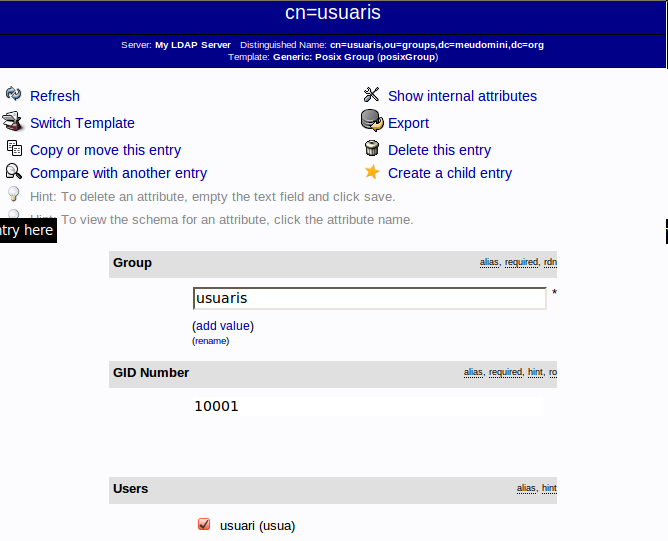 cn=usuaris
Server: My LDAP Server Distinguished Name: cn=usuaris,ou=groups,dc=meudomini,dc=org
Template: Generic: Posix Group (posixGroup)
Refresh Show internal attributes
Switch Template Export
Copy or move this entry Delete this entry
Compare with another entry Create a child entry
Hint: To delete an attribute, empty the text field and click save.
Hint: To view the schema for an attribute, click the attribute name.
ntry here
Group alias, required, rdn
usuaris *
(add value)
(rename)
GID Number alias, required, hint, ro
10001
Users alias, hint
usuari (usua)